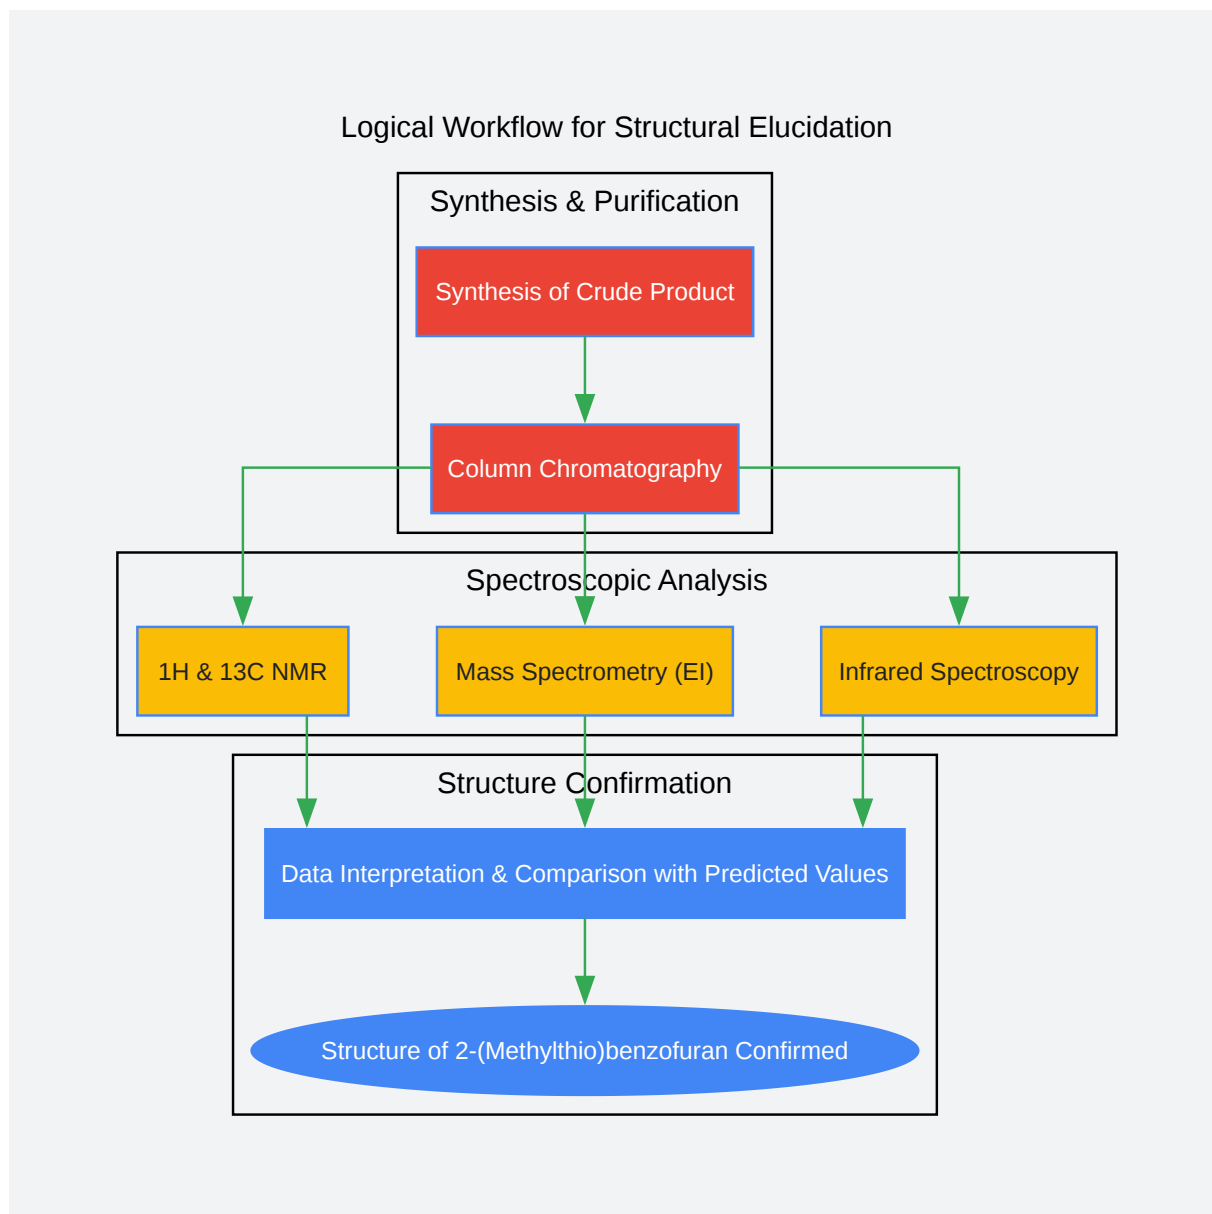 Logical Workflow for Structural Elucidation
Synthesis & Purification
Synthesis of Crude Product
Column Chromatography
Spectroscopic Analysis
1H & 13C NMR
Mass Spectrometry (EI)
Infrared Spectroscopy
Structure Confirmation
Data Interpretation & Comparison with Predicted Values
Structure of 2-(Methylthio)benzofuran Confirmed